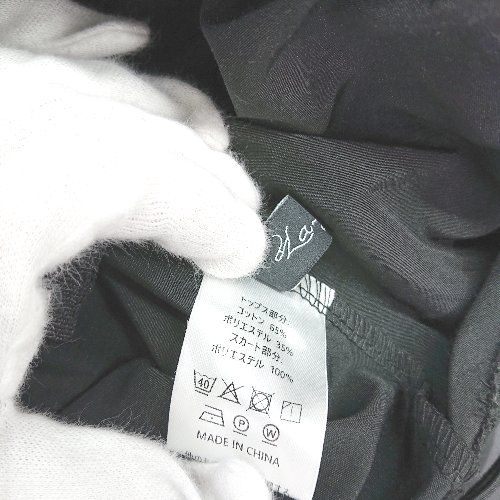 トップス部分.
コットン 65%
ポリエステル 35%
スカート部分.
ポリエステル 100%
40
P W
MADE IN CHINA